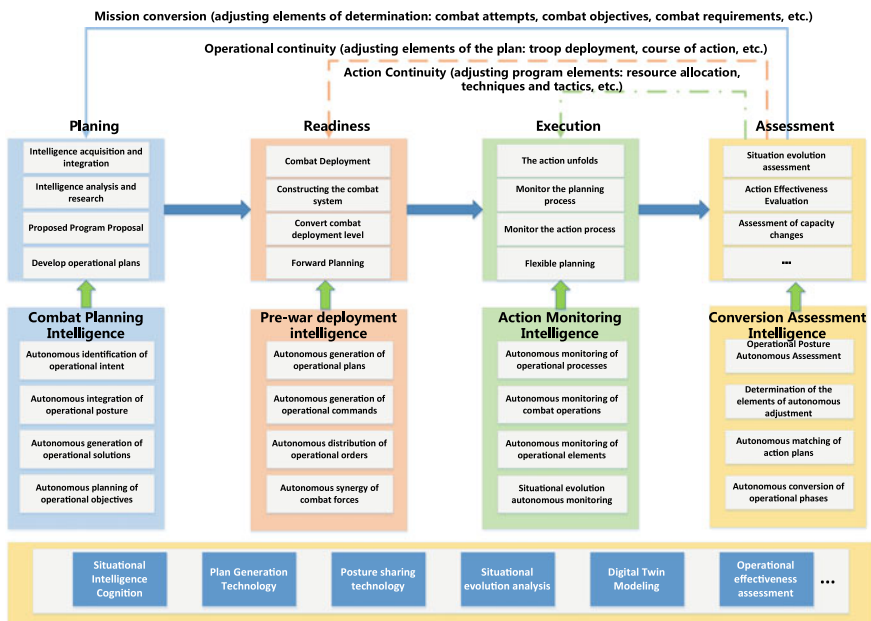 Mission conversion (adjusting elements of determination: combat attempts, combat objectives, combat requirements, etc.)
Operational continuity (adjusting elements of the plan: troop deployment, course of action, etc.)
Action Continuity (adjusting program elements: resource allocation,
techniques and tactics, etc.)
Planing
Readiness
Execution
Assessment
Intelligence acquisition and
integration
Intelligence analysis and
research
Proposed Program Proposal
Develop operational plans
Combat Deployment
Constructing the combat
system
Convert combat
deployment level
Forward Planning
The action unfolds
Monitor the planning
process
Monitor the action process
Flexible planning
Situation evolution
assessment
Action Effectiveness
Evaluation
Assessment of capacity
changes
...
Combat Planning
Intelligence
Autonomous identification of
operational intent
Autonomous integration of
operational posture
Autonomous generation of
operational solutions
Autonomous planning of
operational objectives
Pre-war deployment
intelligence
Autonomous generation of
operational plans
Autonomous generation of
operational commands
Autonomous distribution of
operational orders
Autonomous synergy of
combat forces
Action Monitoring
Intelligence
Autonomous monitoring of
operational processes
Autonomous monitoring of
combat operations
Autonomous monitoring of
operational elements
Situational evolution
autonomous monitoring
Conversion Assessment
Intelligence
Operational Posture
Autonomous Assessment
Determination of the
elements of autonomous
adjustment
Autonomous matching of
action plans
Autonomous conversion of
operational phases
Situational
Intelligence
Cognition
Plan Generation
Technology
Posture sharing
technology
Situational
evolution analysis
Digital Twin
Modeling
Operational
effectiveness
assessment
...